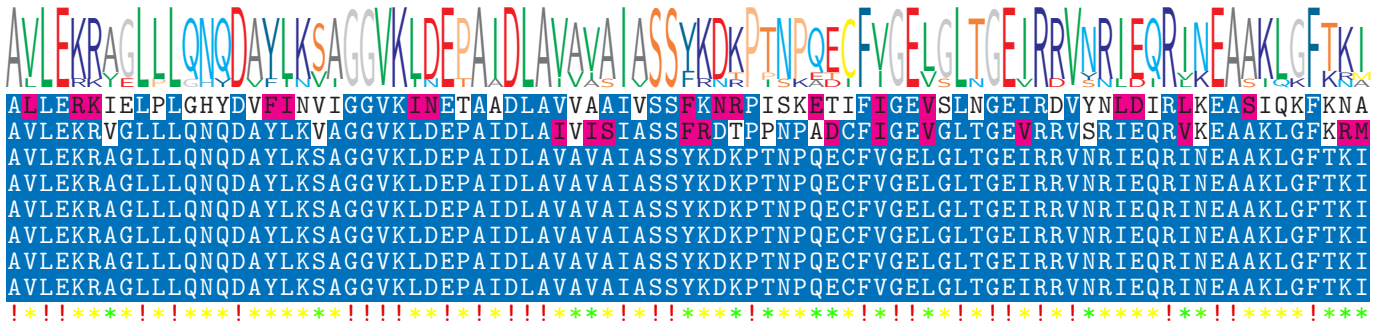 AVLEKRAGLLLQNQDAYLKSAGGVKLDEPAIDLAVAVAIASSYKDKPTNPQECFVGELGLTGEIRRVNRIEQRINEAAKLGFTKI
ALLERKIELPLGHYDVFINVIGGVKINETAADLAVVAAIVSSFKNRPISKETIFIGEVSLNGEIRDVYNLDIRLKEASIQKFKNA
AVLEKRVGLLLQNQDAYLKVAGGVKLDEPAIDLAIVISIASSFRDTPPNPADCFIGEVGLTGEVRRVSRIEQRVKEAAKLGFKRM
AVLEKRAGLLLQNQDAYLKSAGGVKLDEPAIDLAVAVAIASSYKDKPTNPQECFVGELGLTGEIRRVNRIEQRINEAAKLGFTKI
AVLEKRAGLLLQNQDAYLKSAGGVKLDEPAIDLAVAVAIASSYKDKPTNPQECFVGELGLTGEIRRVNRIEQRINEAAKLGFTKI
AVLEKRAGLLLQNQDAYLKSAGGVKLDEPAIDLAVAVAIASSYKDKPTNPQECFVGELGLTGEIRRVNRIEQRINEAAKLGFTKI
AVLEKRAGLLLQNQDAYLKSAGGVKLDEPAIDLAVAVAIASSYKDKPTNPQECFVGELGLTGEIRRVNRIEQRINEAAKLGFTKI
AVLEKRAGLLLQNQDAYLKSAGGVKLDEPAIDLAVAVAIASSYKDKPTNPQECFVGELGLTGEIRRVNRIEQRINEAAKLGFTKI
AVLEKRAGLLLQNQDAYLKSAGGVKLDEPAIDLAVAVAIASSYKDKPTNPQECFVGELGLTGEIRRVNRIEQRINEAAKLGFTKI
!*!!****!*!***!******!!!!**!*!*!!!****!*!!****!******!*!!**!*!!*!*!*****!**!!****!***